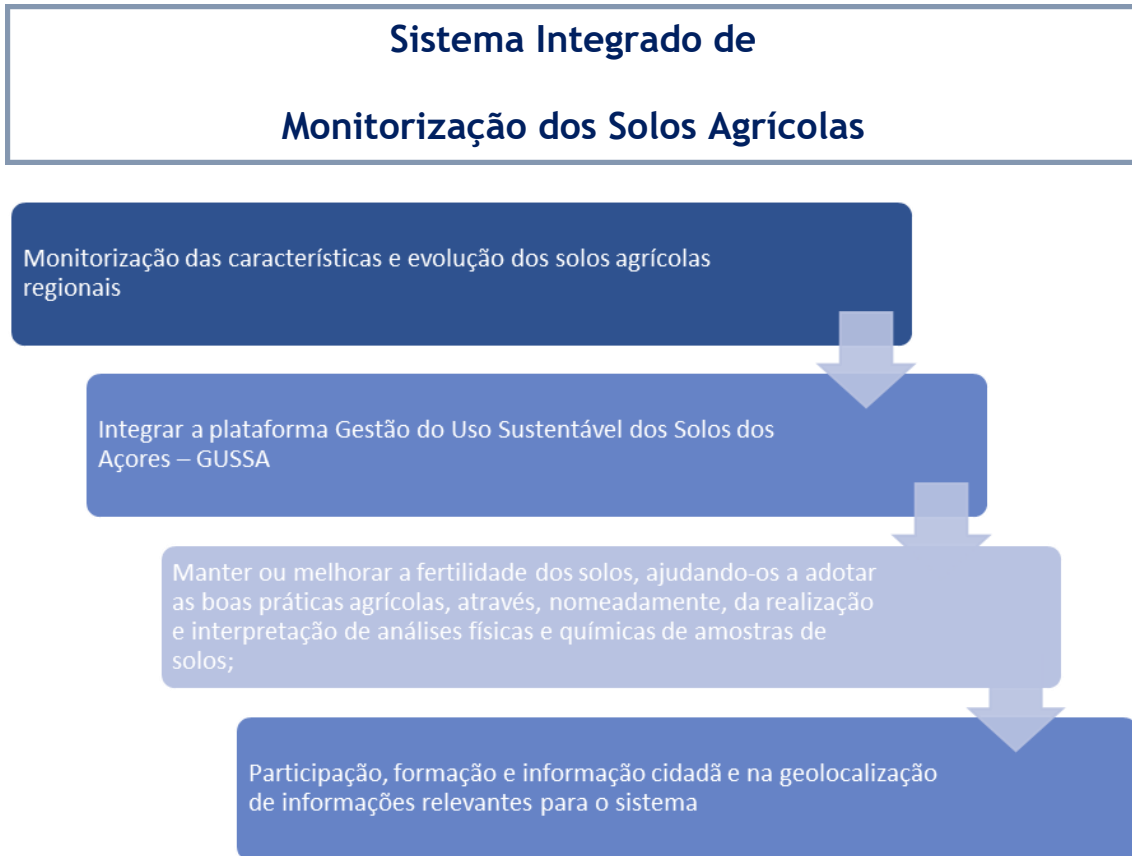 Sistema Integrado de
Monitorização dos Solos Agrícolas
Monitorização das características e evolução dos solos agrícolas
regionais
Integrar a plataforma Gestão do Uso Sustentável dos Solos dos
Açores – GUSSA
Manter ou melhorar a fertilidade dos solos, ajudando-os a adotar
as boas práticas agrícolas, através, nomeadamente, da realização
e interpretação de análises físicas e químicas de amostras de
solos;
Participação, formação e informação cidadã e na geolocalização
de informações relevantes para o sistema